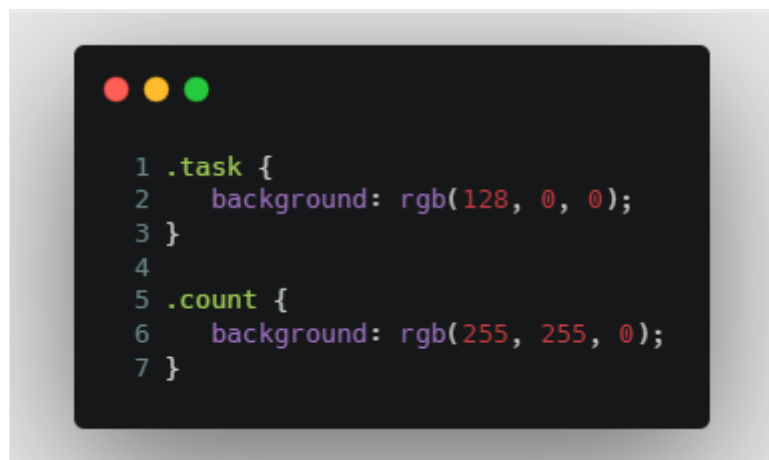 1 .task {
2    background: rgb(128, 0, 0);
3 }
4
5 .count {
6    background: rgb(255, 255, 0);
7 }